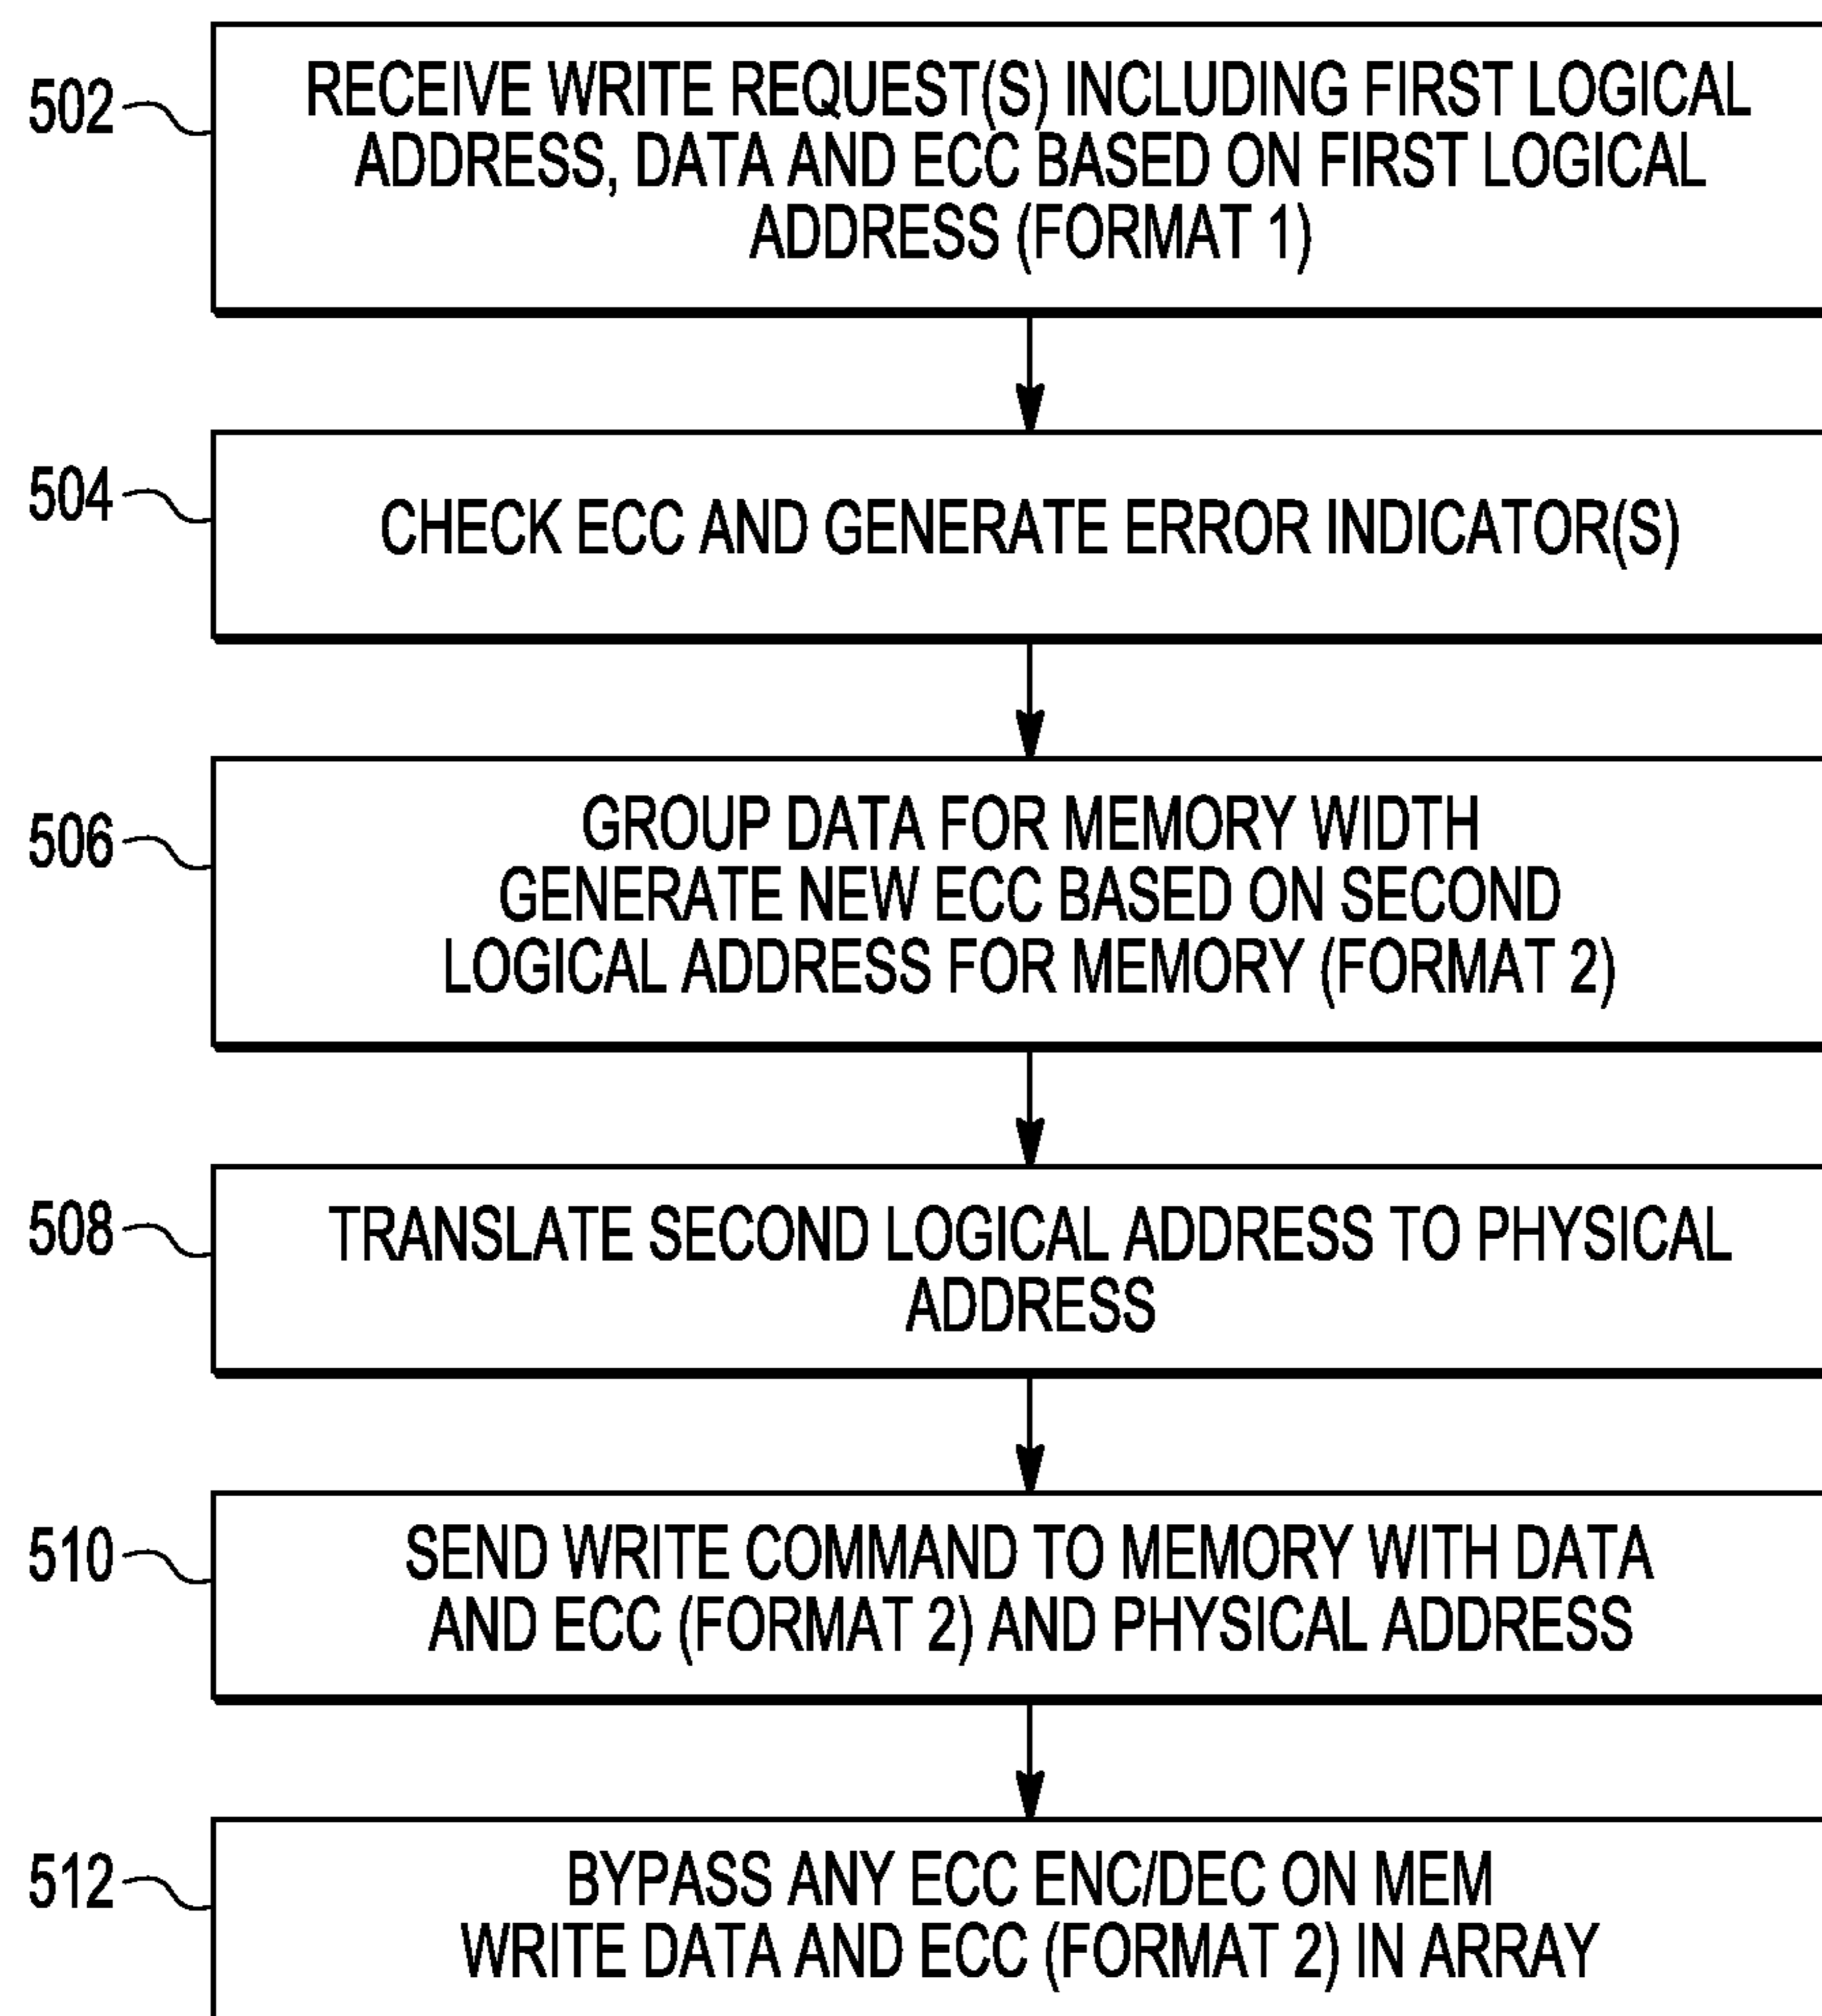 502
RECEIVE WRITE REQUEST(S) INCLUDING FIRST LOGICAL
ADDRESS, DATA AND ECC BASED ON FIRST LOGICAL
ADDRESS (FORMAT 1)
504
CHECK ECC AND GENERATE ERROR INDICATOR(S)
506
GROUP DATA FOR MEMORY WIDTH
GENERATE NEW ECC BASED ON SECOND
LOGICAL ADDRESS FOR MEMORY (FORMAT 2)
508
TRANSLATE SECOND LOGICAL ADDRESS TO PHYSICAL
ADDRESS
510
SEND WRITE COMMAND TO MEMORY WITH DATA
AND ECC (FORMAT 2) AND PHYSICAL ADDRESS
512
BYPASS ANY ECC ENC/DEC ON MEM
WRITE DATA AND ECC (FORMAT 2) IN ARRAY